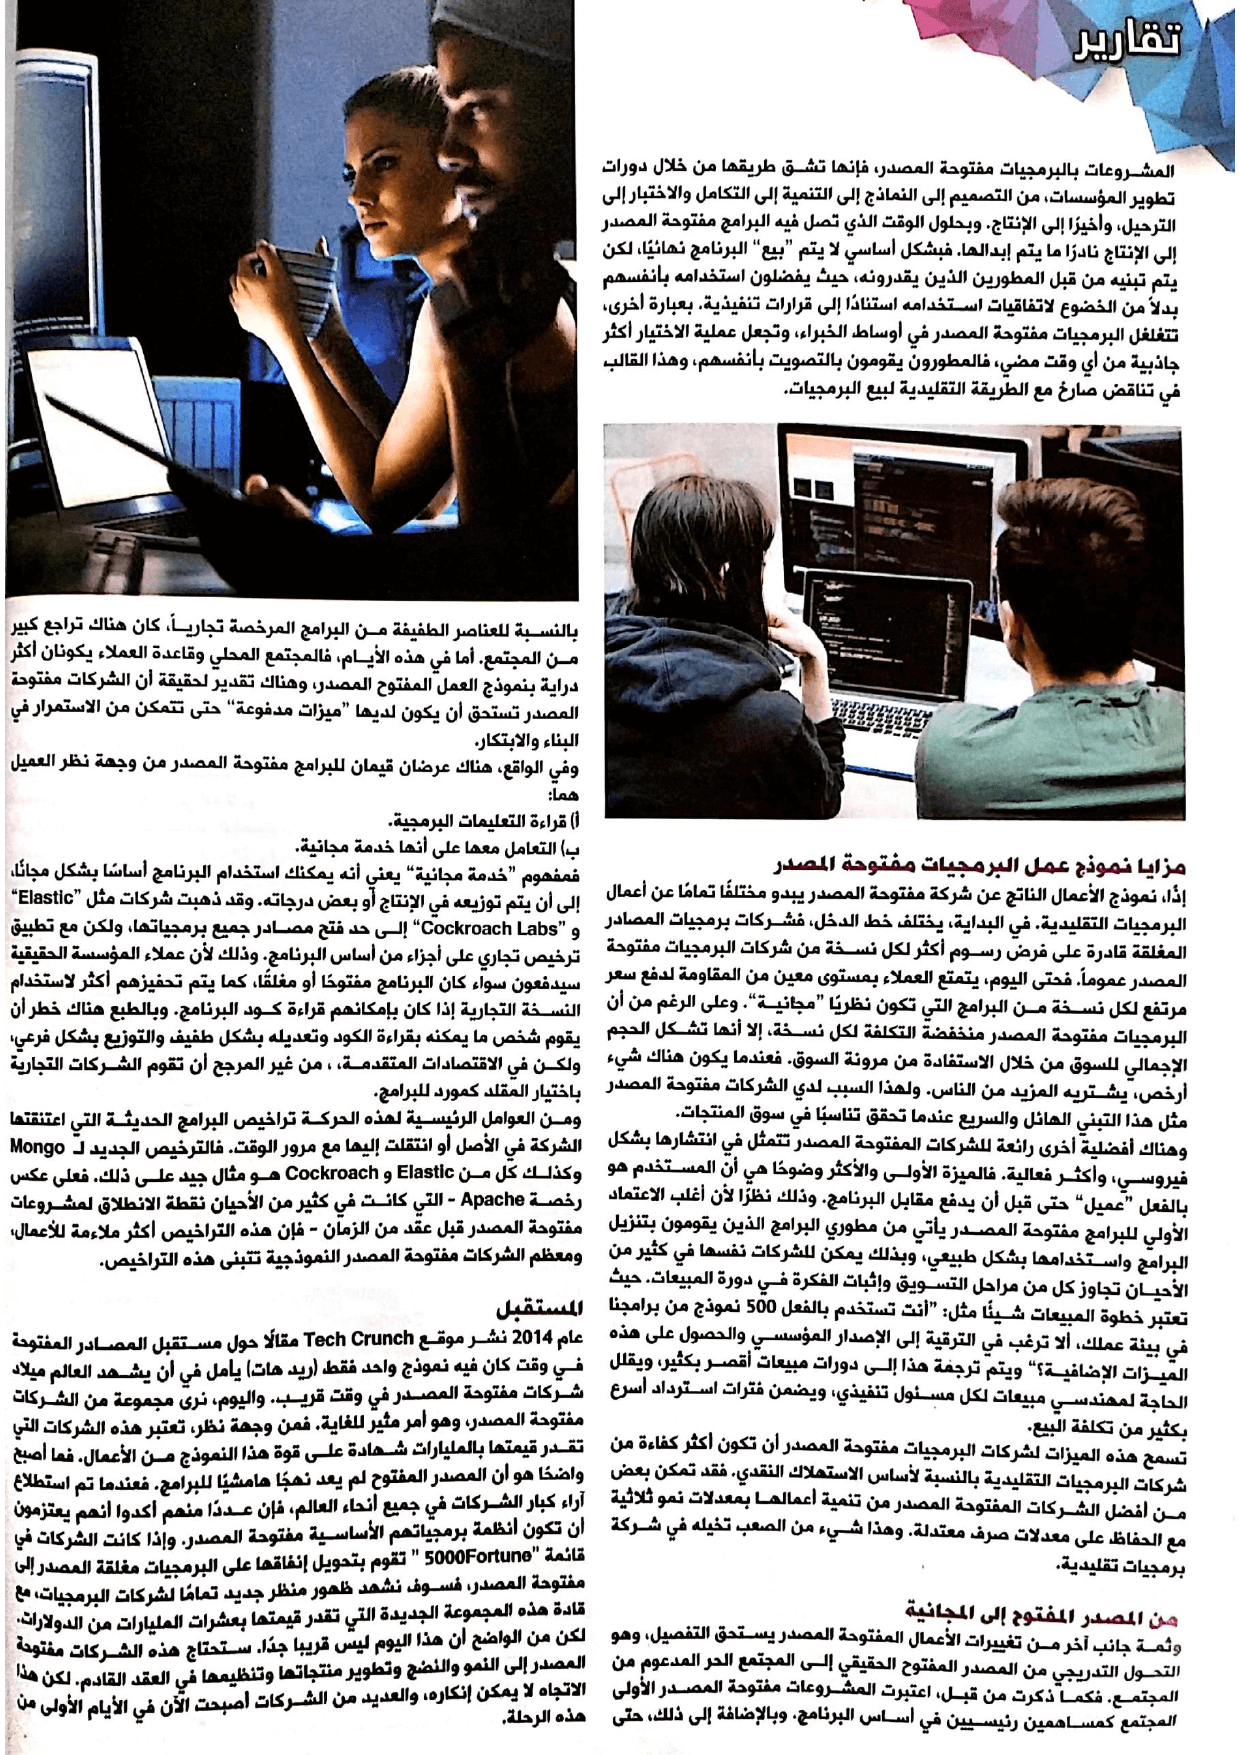 تقارير
المشروعات بالبرمجيات مفتوحة المصدر، فإنها تشق طريقها من خلال دورات
تطوير المؤسسات، من التصميم إلى النماذج إلى التنمية إلى التكامل والاختبار إلى
الترحيل، وأخيرًا إلى الإنتاج. وبحلول الوقت الذي تصل فيه البرامج مفتوحة المصدر
إلى الإنتاج نادرًا ما يتم إبدالها. فبشكل أساسي لا يتم "بيع" البرنامج نهائيًا، لكن
يتم تبنيه من قبل المطورين الذين يقدرونه، حيث يفضلون استخدامه بأنفسهم
بدلاً من الخضوع لاتفاقيات استخدامه استنادًا إلى قرارات تنفيذية. بعبارة أخرى،
تتغلغل البرمجيات مفتوحة المصدر في أوساط الخبراء، وتجعل عملية الاختيار أكثر
جاذبية من أي وقت مضي، فالمطورون يقومون بالتصويت بأنفسهم، وهذا القالب
في تناقض صارخ مع الطريقة التقليدية لبيع البرمجيات.
مزايا نموذج عمل البرمجيات مفتوحة المصدر
إذًا، نموذج الأعمال الناتج عن شركة مفتوحة المصدر يبدو مختلفًا تمامًا عن أعمال
البرمجيات التقليدية. في البداية، يختلف خط الدخل، فشركات برمجيات المصادر
المغلقة قادرة على فرض رسوم أكثر لكل نسخة من شركات البرمجيات مفتوحة
المصدر عموماً. فحتى اليوم، يتمتع العملاء بمستوى معين من المقاومة لدفع سعر
مرتفع لكل نسخة من البرامج التي تكون نظريًا "مجانية". وعلى الرغم من أن
البرمجيات مفتوحة المصدر منخفضة التكلفة لكل نسخة، إلا أنها تشكل الحجم
الإجمالي للسوق من خلال الاستفادة من مرونة السوق. فعندما يكون هناك شيء
أرخص، يشتريه المزيد من الناس. ولهذا السبب لدي الشركات مفتوحة المصدر
مثل هذا التبني الهائل والسريع عندما تحقق تناسبًا في سوق المنتجات.
وهناك أفضلية أخرى رائعة للشركات المفتوحة المصدر تتمثل في انتشارها بشكل
فيروسي، وأكثر فعالية. فالميزة الأولى والأكثر وضوحًا هي أن المستخدم هو
بالفعل "عميل" حتى قبل أن يدفع مقابل البرنامج. وذلك نظرًا لأن أغلب الاعتماد
الأولي للبرامج مفتوحة المصدر يأتي من مطوري البرامج الذين يقومون بتنزيل
البرامج واستخدامها بشكل طبيعي، وبذلك يمكن للشركات نفسها في كثير من
الأحيان تجاوز كل من مراحل التسويق وإثبات الفكرة في دورة المبيعات. حيث
تعتبر خطوة المبيعات شيئًا مثل: "أنت تستخدم بالفعل 500 نموذج من برامجنا
في بيئة عملك، ألا ترغب في الترقية إلى الإصدار المؤسسي والحصول على هذه
الميزات الإضافية؟" ويتم ترجمة هذا إلى دورات مبيعات أقصر بكثير، ويقلل
الحاجة لمهندسي مبيعات لكل مسئول تنفيذي، ويضمن فترات استرداد أسرع
بكثير من تكلفة البيع.
تسمح هذه الميزات لشركات البرمجيات مفتوحة المصدر أن تكون أكثر كفاءة من
شركات البرمجيات التقليدية بالنسبة لأساس الاستهلاك النقدي. فقد تمكن بعض
من أفضل الشركات المفتوحة المصدر من تنمية أعمالها بمعدلات نمو ثلاثية
مع الحفاظ على معدلات صرف معتدلة. وهذا شيء من الصعب تخيله في شركة
برمجيات تقليدية.
من المصدر المفتوح إلى المجانية
وثمة جانب آخر من تغييرات الأعمال المفتوحة المصدر يستحق التفصيل، وهو
التحول التدريجي من المصدر المفتوح الحقيقي إلى المجتمع الحر المدعوم من
المجتمع. فكما ذكرت من قبل، اعتبرت المشروعات مفتوحة المصدر الأولى
المجتمع كمساهمين رئيسيين في أساس البرنامج. وبالإضافة إلى ذلك، حتى
بالنسبة للعناصر الطفيفة من البرامج المرخصة تجارياً، كان هناك تراجع كبير
من المجتمع. أما في هذه الأيام، فالمجتمع المحلي وقاعدة العملاء يكونان أكثر
دراية بنموذج العمل المفتوح المصدر، وهناك تقدير لحقيقة أن الشركات مفتوحة
المصدر تستحق أن يكون لديها "ميزات مدفوعة" حتى تتمكن من الاستمرار في
البناء والابتكار.
وفي الواقع، هناك عرضان قيمان للبرامج مفتوحة المصدر من وجهة نظر العميل
هما:
أ) قراءة التعليمات البرمجية.
ب) التعامل معها على أنها خدمة مجانية.
فمفهوم "خدمة مجانية" يعني أنه يمكنك استخدام البرنامج أساسًا بشكل مجانًا،
إلى أن يتم توزيعه في الإنتاج أو بعض درجاته. وقد ذهبت شركات مثل "Elastic"
و "Cockroach Labs" إلى حد فتح مصادر جميع برمجياتها، ولكن مع تطبيق
ترخيص تجاري على أجزاء من أساس البرنامج. وذلك لأن عملاء المؤسسة الحقيقية
سيدفعون سواء كان البرنامج مفتوحًا أو مغلقًا، كما يتم تحفيزهم أكثر لاستخدام
النسخة التجارية إذا كان بإمكانهم قراءة كود البرنامج. وبالطبع هناك خطر أن
يقوم شخص ما يمكنه بقراءة الكود وتعديله بشكل طفيف والتوزيع بشكل فرعي،
ولكن في الاقتصادات المتقدمة، ، من غير المرجح أن تقوم الشركات التجارية
باختيار المقلد كمورد للبرامج.
ومن العوامل الرئيسية لهذه الحركة تراخيص البرامج الحديثة التي اعتنقتها
الشركة في الأصل أو انتقلت إليها مع مرور الوقت. فالترخيص الجديد لـ Mongo
وكذلك كل من Elastic و Cockroach هو مثال جيد على ذلك. فعلى عكس
رخصة Apache - التي كانت في كثير من الأحيان نقطة الانطلاق لمشروعات
مفتوحة المصدر قبل عقد من الزمان - فإن هذه التراخيص أكثر ملاءمة للأعمال،
ومعظم الشركات مفتوحة المصدر النموذجية تتبنى هذه التراخيص.
المستقبل
عام 2014 نشر موقع Tech Crunch مقالًا حول مستقبل المصادر المفتوحة
في وقت كان فيه نموذج واحد فقط (ريد هات) يأمل في أن يشهد العالم ميلاد
شركات مفتوحة المصدر في وقت قريب. واليوم، نرى مجموعة من الشركات
مفتوحة المصدر، وهو أمر مثير للغاية. فمن وجهة نظر، تعتبر هذه الشركات التي
تقدر قيمتها بالمليارات شهادة على قوة هذا النموذج من الأعمال. فما أصبح
واضحًا هو أن المصدر المفتوح لم يعد نهجًا هامشيًا للبرامج. فعندما تم استطلاع
آراء كبار الشركات في جميع أنحاء العالم، فإن عددًا منهم أكدوا أنهم يعتزمون
أن تكون أنظمة برمجياتهم الأساسية مفتوحة المصدر. وإذا كانت الشركات في
قائمة "5000Fortune " تقوم بتحويل إنفاقها على البرمجيات مغلقة المصدر إلى
مفتوحة المصدر، فسوف نشهد ظهور منظر جديد تمامًا لشركات البرمجيات، مع
قادة هذه المجموعة الجديدة التي تقدر قيمتها بعشرات المليارات من الدولارات.
لكن من الواضح أن هذا اليوم ليس قريبا جدًا. ستحتاج هذه الشركات مفتوحة
المصدر إلى النمو والنضج وتطوير منتجاتها وتنظيمها في العقد القادم. لكن هذا
الاتجاه لا يمكن إنكاره، والعديد من الشركات أصبحت الآن في الأيام الأولى من
هذه الرحلة.